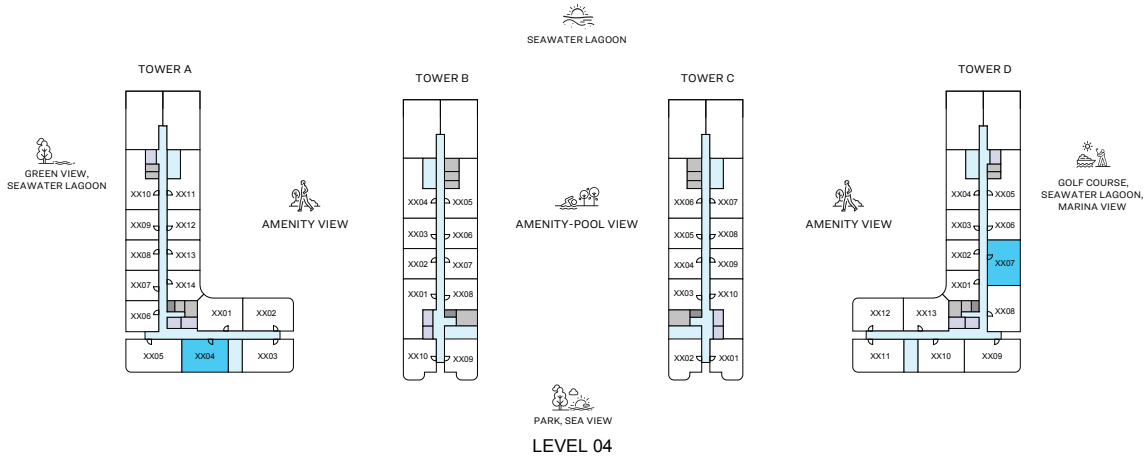 SEAWATER LAGOON
TOWER A
TOWER B
TOWER C
TOWER D
GREEN VIEW,
SEAWATER LAGOON
AMENITY VIEW
AMENITY-POOL VIEW
AMENITY VIEW
GOLF COURSE,
SEAWATER LAGOON,
MARINA VIEW
XX10 XX11
XX09 XX12
XX08 XX13
XX07 XX14
XX06 XX01 XX02
XX05 XX04 XX03
XX04 XX05
XX03 XX06
XX02 XX07
XX01 XX08
XX10 XX09
XX06 XX07
XX05 XX08
XX04 XX09
XX03 XX10
XX02 XX01
XX04 XX05
XX03 XX06
XX02 XX07
XX01
XX12 XX13 XX08
XX11 XX10 XX09
PARK, SEA VIEW
LEVEL 04